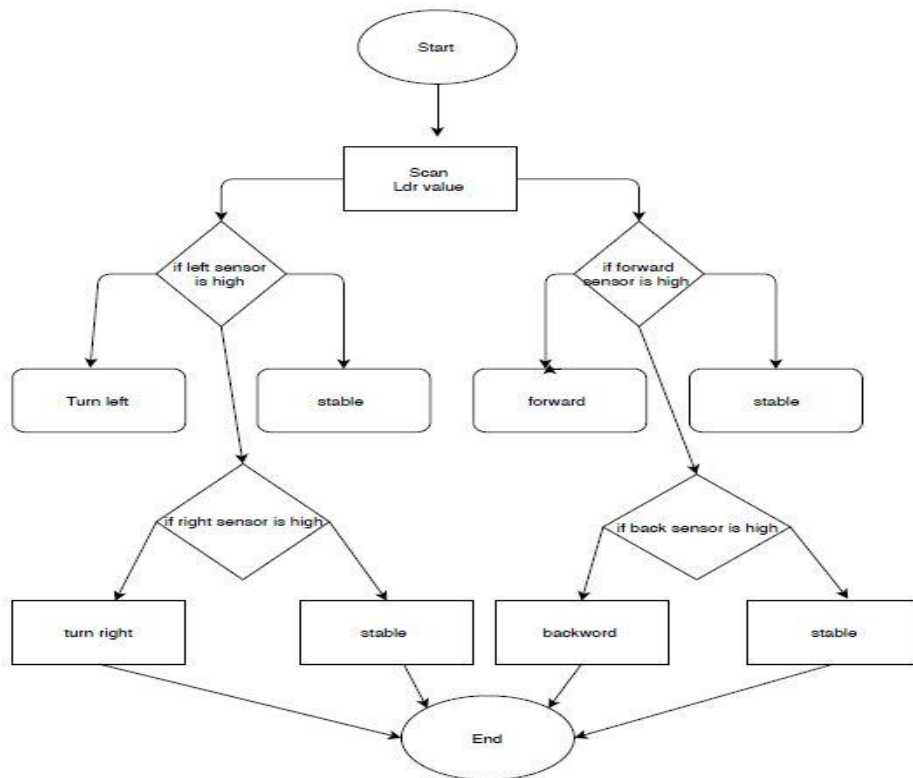 Start
Scan
Ldr value
if left sensor
is high
if forward
sensor is high
Turn left
stable
forward
stable
if right sensor is high
if back sensor is high
turn right
stable
backword
stable
End